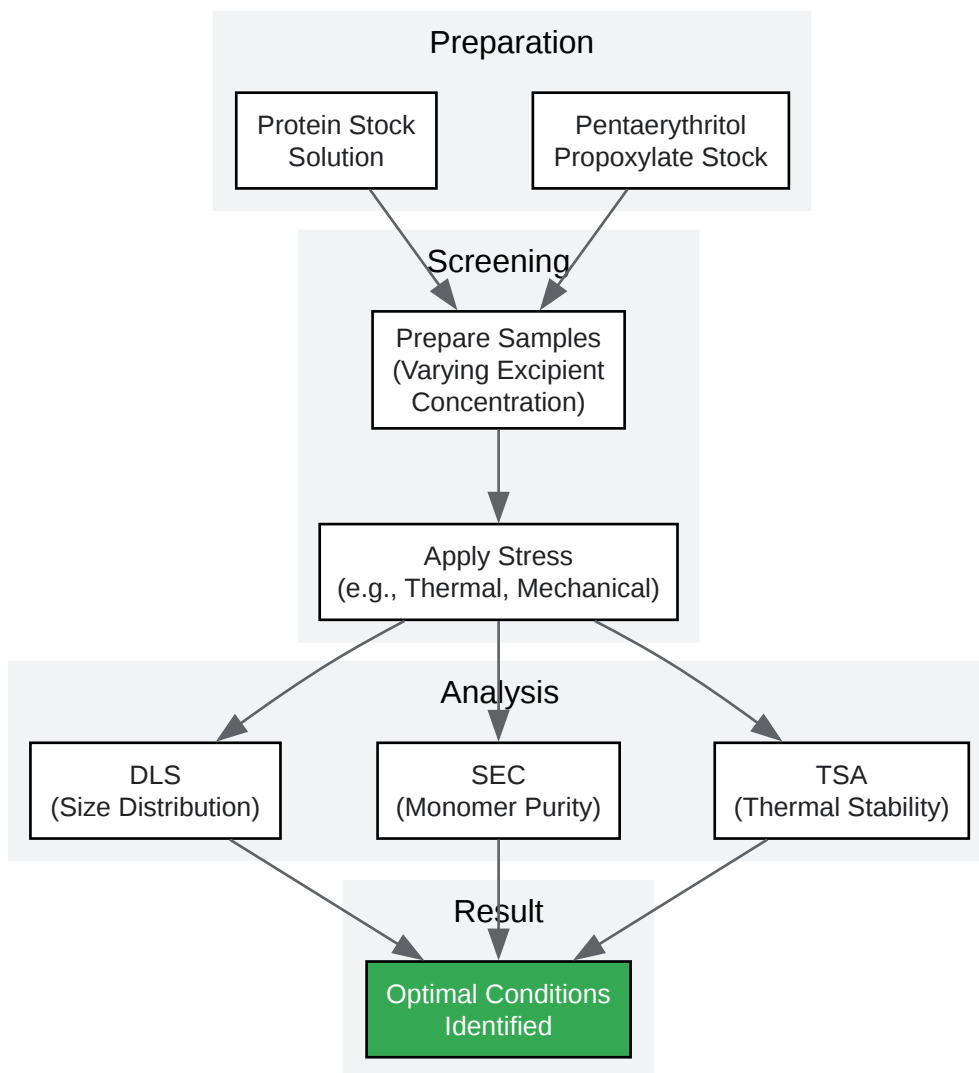 Preparation
Protein Stock
Solution
Pentaerythritol
Propoxylate Stock
Screening
Prepare Samples
(Varying Excipient
Concentration)
Apply Stress
(e.g., Thermal, Mechanical)
Analysis
DLS
(Size Distribution)
SEC
(Monomer Purity)
TSA
(Thermal Stability)
Result
Optimal Conditions
Identified